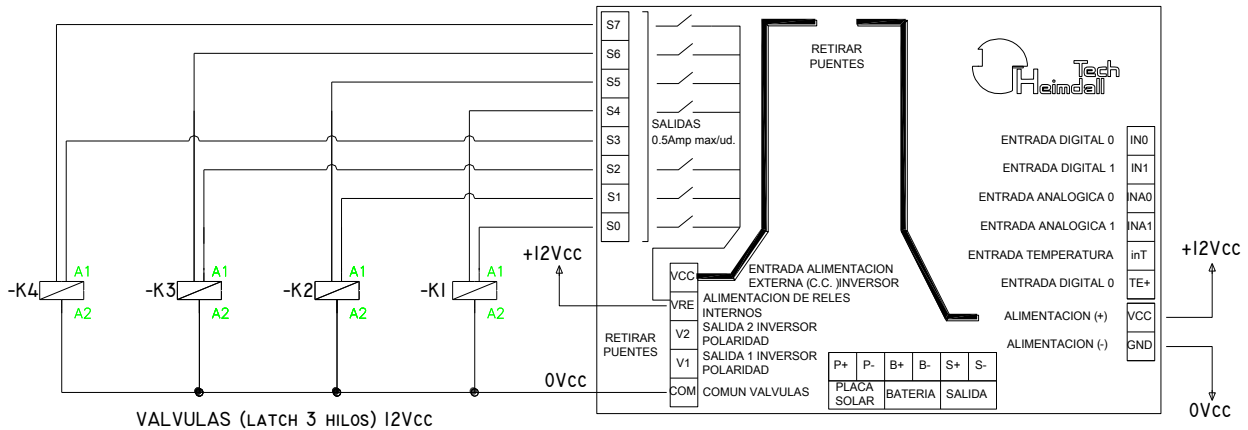 S7
S6
S5
S4
S3
S2
S1
S0
SALIDAS
0.5Amp max/ud.
RETIRAR
PUENTES
Heimdall Tech
ENTRADA DIGITAL 0 IN0
ENTRADA DIGITAL 1 IN1
ENTRADA ANALOGICA 0 INA0
ENTRADA ANALOGICA 1 INA1
ENTRADA TEMPERATURA inT
ENTRADA DIGITAL 0 TE+
ALIMENTACION (+) VCC
ALIMENTACION (-) GND
+12Vcc
0Vcc
+12Vcc
VCC ENTRADA ALIMENTACION
EXTERNA (C.C. )INVERSOR
VRE ALIMENTACION DE RELES
INTERNOS
V2 SALIDA 2 INVERSOR
POLARIDAD
V1 SALIDA 1 INVERSOR
POLARIDAD
COM COMUN VALVULAS
RETIRAR
PUENTES
0Vcc
P+ P- B+ B- S+ S-
PLACA
SOLAR
BATERIA
SALIDA
-K4 A1 A2
-K3 A1 A2
-K2 A1 A2
-K1 A1 A2
VALVULAS (LATCH 3 HILOS) 12Vcc